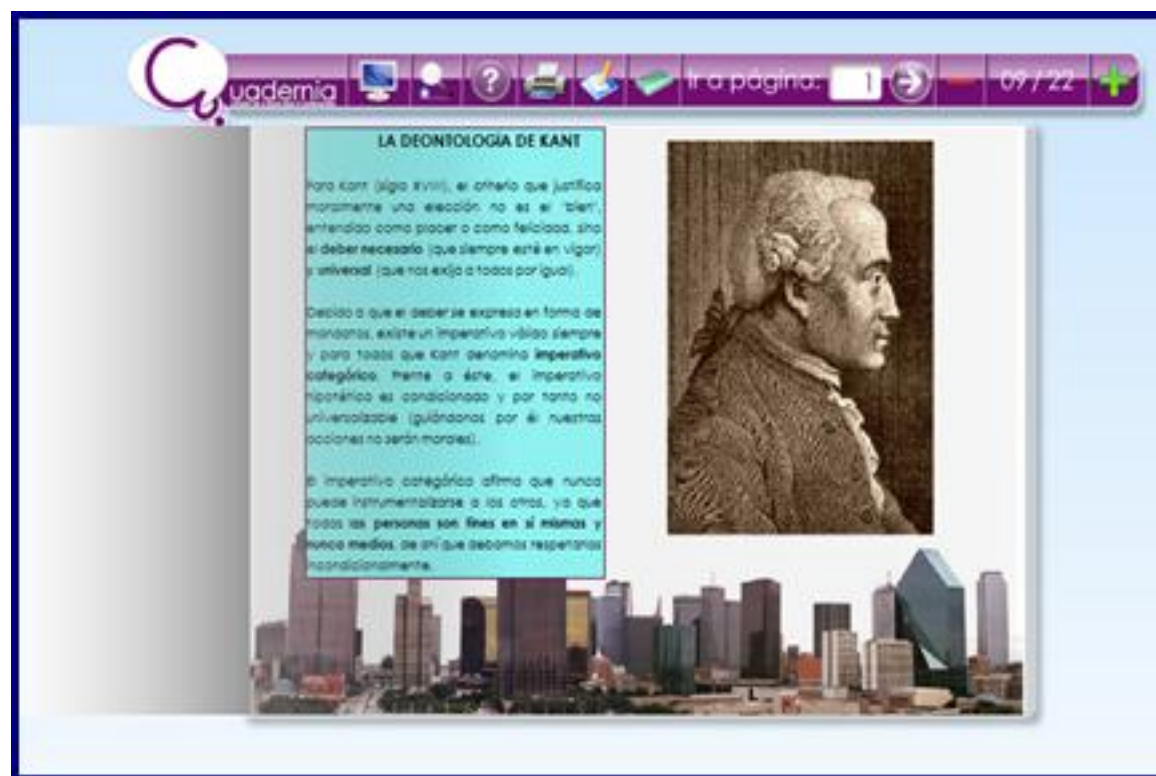 Cuadernia
Ir a página: 1 09/22
LA DEONTOLOGÍA DE KANT
Para Kant (siglo XVIII), el criterio que justifica
moralmente una elección no es el 'bien',
entendido como placer o como felicidad, sino
el deber necesario (que siempre esté en vigor)
y universal (que nos exija a todos por igual).
Debido a que el deber se expresa en forma de
mandatos, existe un imperativo válido siempre
y para todos que Kant denomina imperativo
categórico. Frente a éste, el imperativo
hipotético es condicionado y por tanto no
universalizable (guiándonos por él nuestras
acciones no serán morales).
El imperativo categórico afirma que nunca
puede instrumentalizarse a los otros, ya que
todas las personas son fines en sí mismas y
nunca medios, de ahí que debamos respetarlas
incondicionalmente.